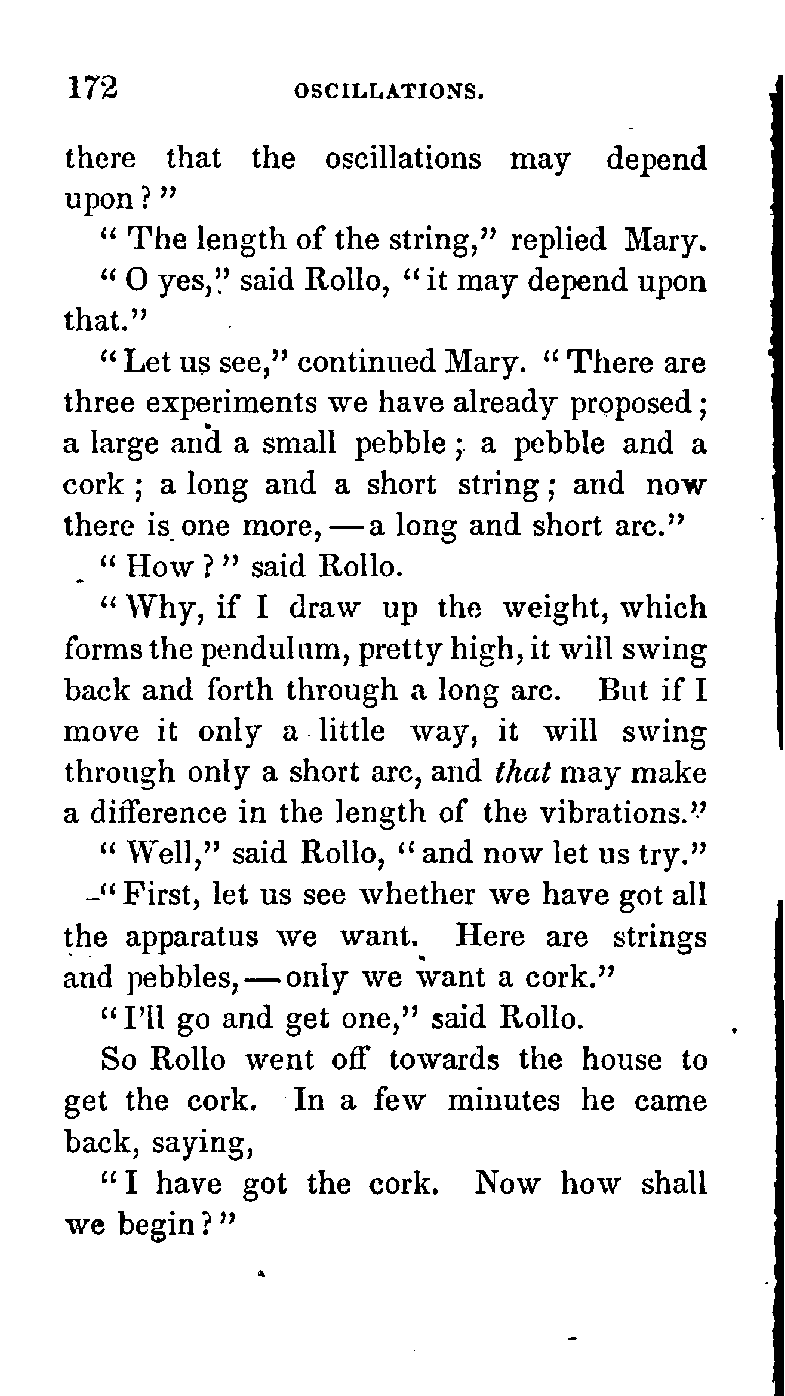 172 OSCILLATIONS.
there that the oscillations may depend
upon?”
“The length of the string,” replied Mary.
“O yes,” said Rollo, “it may depend upon
that.”
“Let us see,” continued Mary. “There are
three experiments we have already proposed;
a large and a small pebble; a pebble and a
cork; a long and a short string; and now
there is one more,—a long and short arc.”
“How?” said Rollo.
“Why, if I draw up the weight, which
forms the pendulum, pretty high, it will swing
back and forth through a long arc. But if I
move it only a little way, it will swing
through only a short arc, and that may make
a difference in the length of the vibrations.”
“Well,” said Rollo, “and now let us try.”
“First, let us see whether we have got all
the apparatus we want. Here are strings
and pebbles,—only we want a cork.”
“I’ll go and get one,” said Rollo.
So Rollo went off towards the house to
get the cork. In a few minutes he came
back, saying,
“I have got the cork. Now how shall
we begin?”